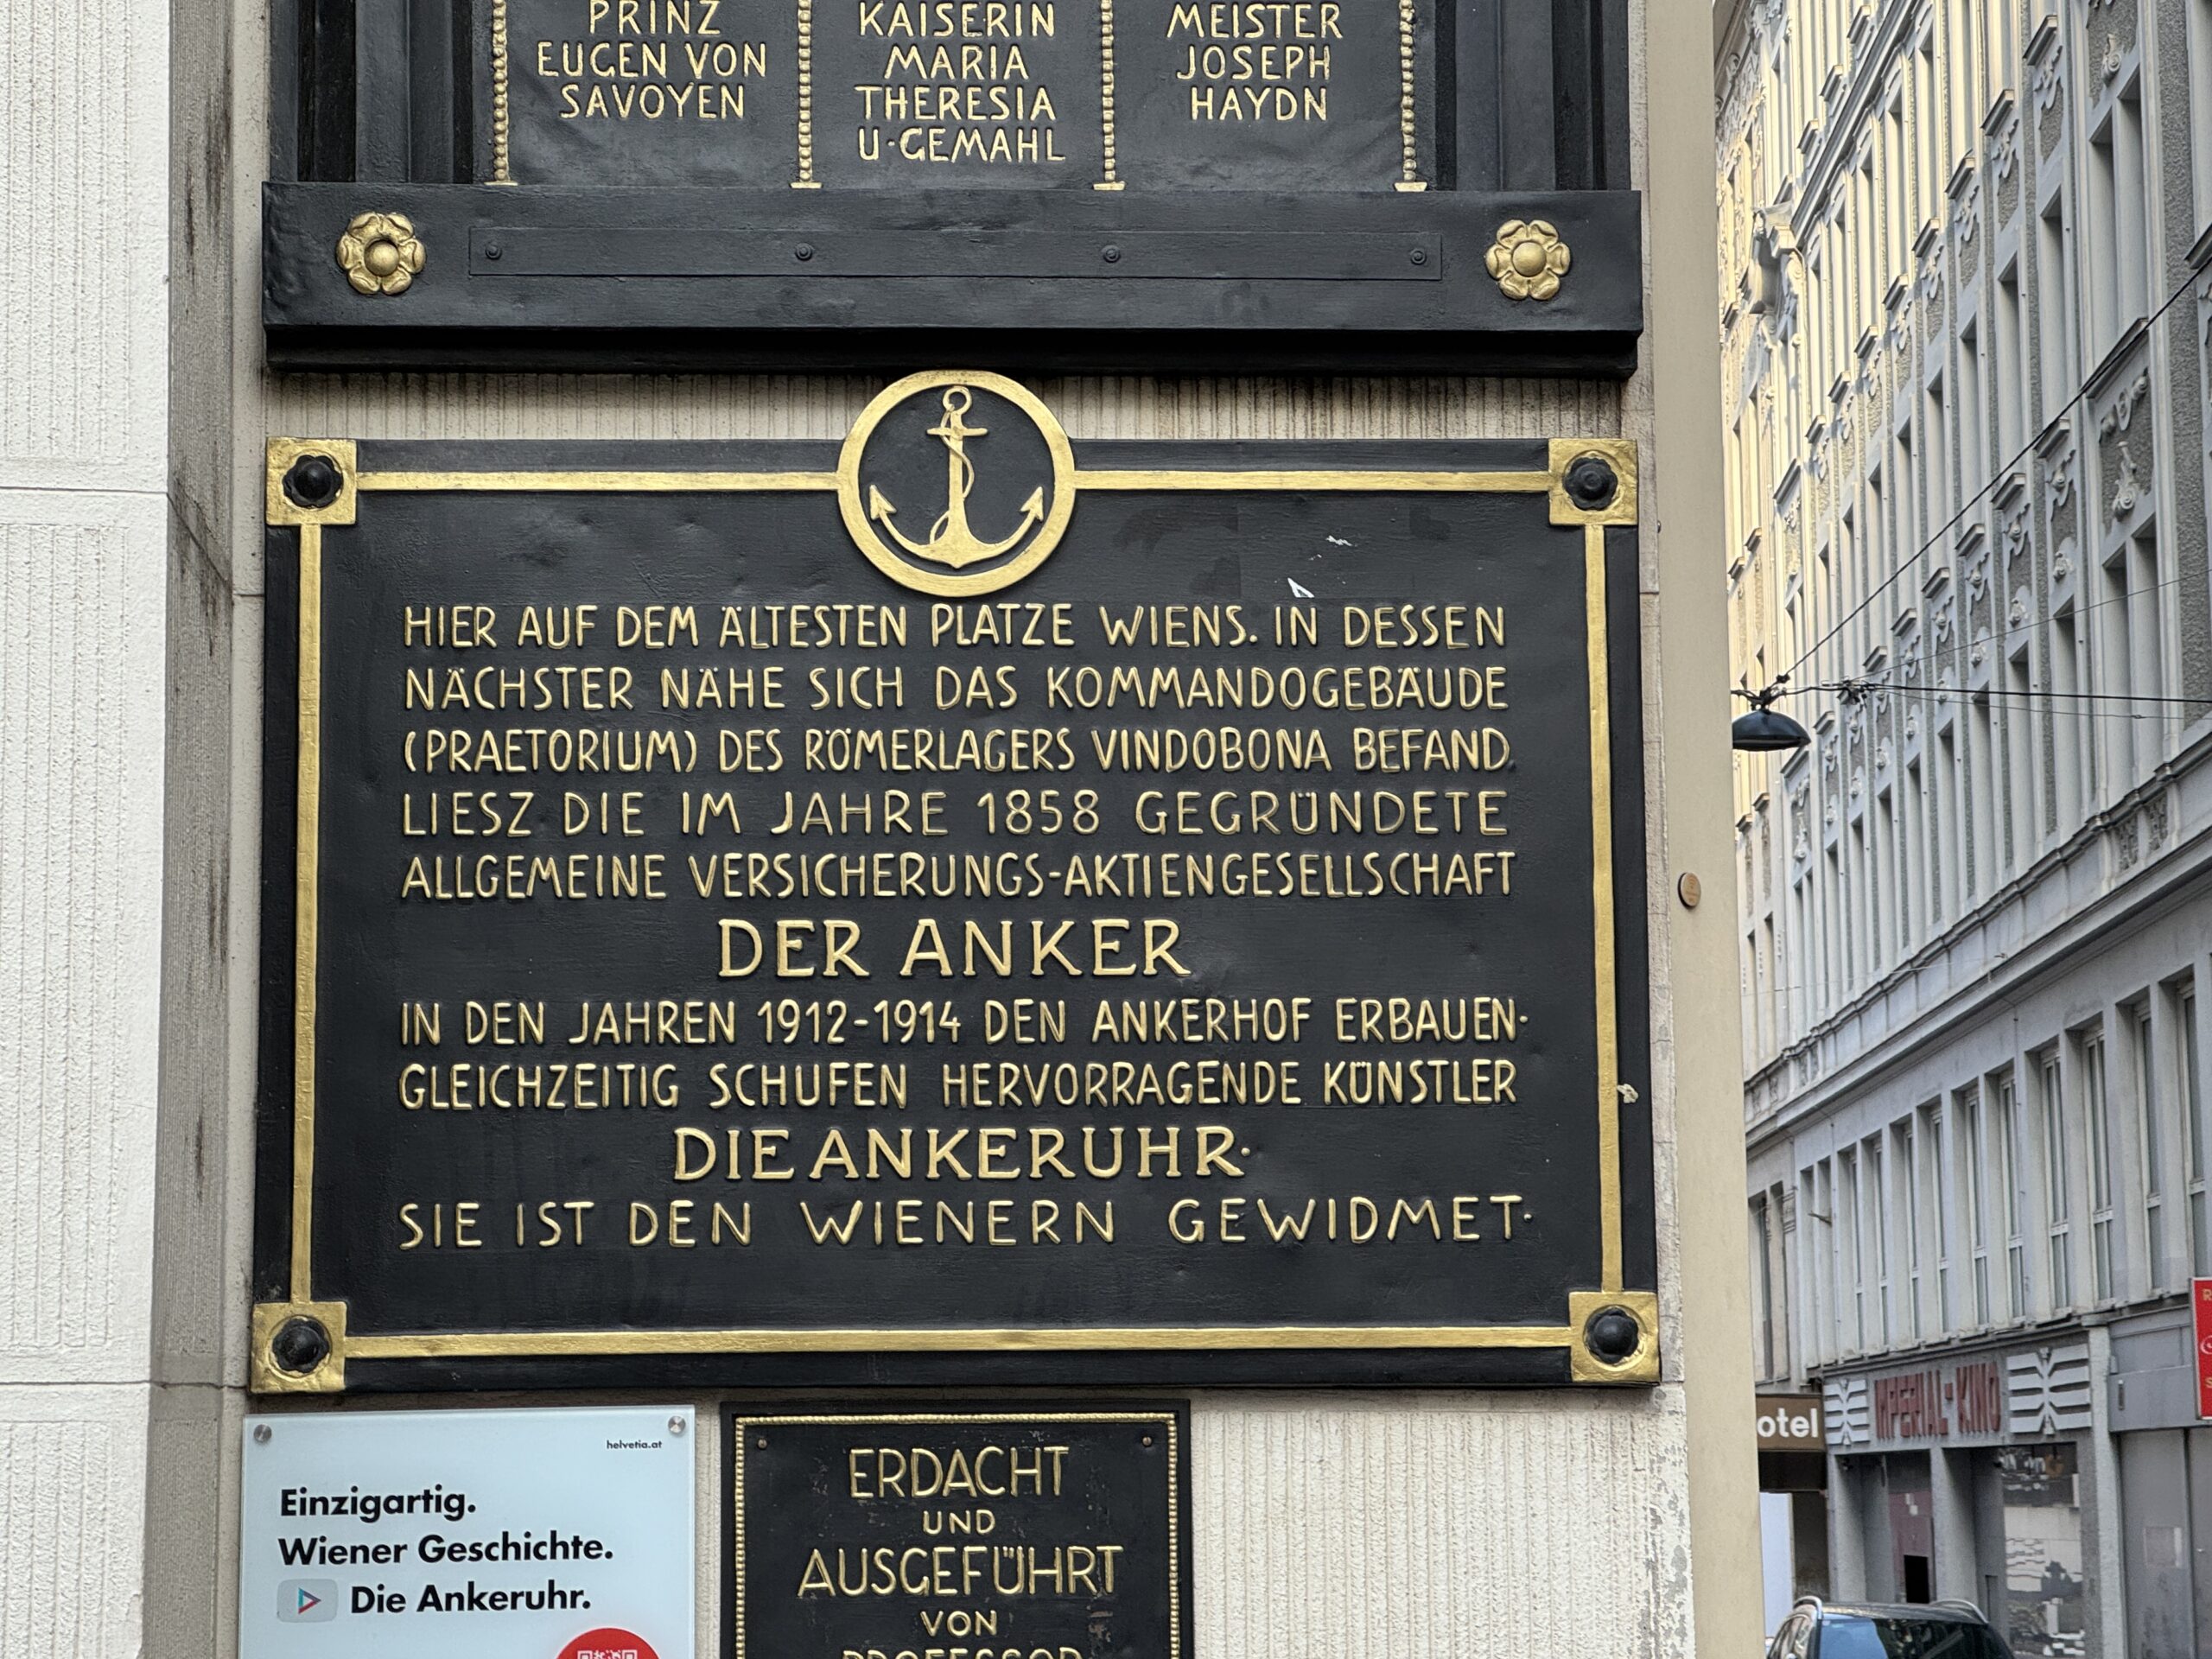 PRINZ
EUGEN VON
SAVOYEN
KAISERIN
MARIA
THERESIA
U·GEMAHL
MEISTER
JOSEPH
HAYDN
HIER AUF DEM ÄLTESTEN PLATZE WIENS. IN DESSEN
NÄCHSTER NÄHE SICH DAS KOMMANDOGEBÄUDE
(PRAETORIUM) DES RÖMERLAGERS VINDOBONA BEFAND.
LIESZ DIE IM JAHRE 1858 GEGRÜNDETE
ALLGEMEINE VERSICHERUNGS-AKTIENGESELLSCHAFT
DER ANKER
IN DEN JAHREN 1912-1914 DEN ANKERHOF ERBAUEN·
GLEICHZEITIG SCHUFEN HERVORRAGENDE KÜNSTLER
DIE ANKERUHR·
SIE IST DEN WIENERN GEWIDMET·
helvetia.at
Einzigartig.
Wiener Geschichte.
Die Ankeruhr.
ERDACHT
UND
AUSGEFÜHRT
VON
PROFESSOR
otel
IMPERIAL-KINO